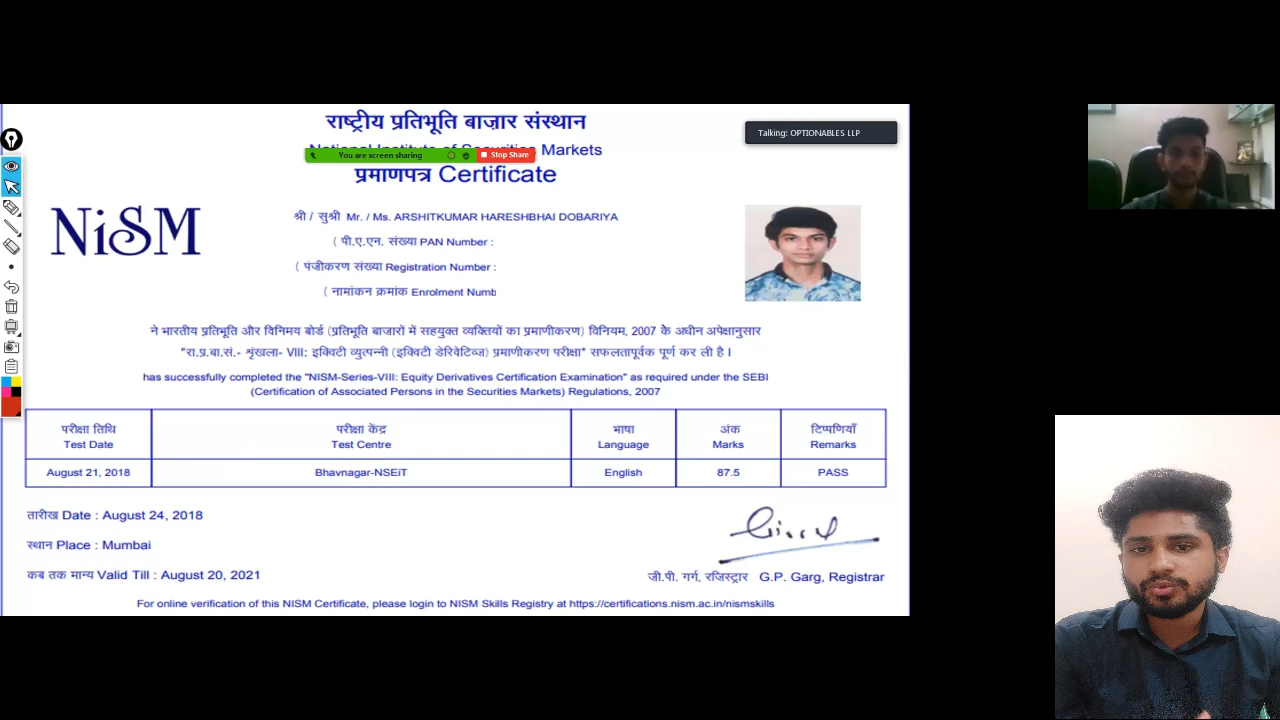 राष्ट्रीय प्रतिभूति बाज़ार संस्थान
Talking: OPTIONABLES LLP
National Institute of Securities Markets
You are screen sharing
Stop Share
प्रमाणपत्र Certificate
NiSM
श्री / सुश्री Mr. / Ms. ARSHITKUMAR HARESHBHAI DOBARIYA
( पी.ए.एन. संख्या PAN Number :
( पंजीकरण संख्या Registration Number :
( नामांकन क्रमांक Enrolment Numb
ने भारतीय प्रतिभूति और विनिमय बोर्ड (प्रतिभूति बाजारों में सहयुक्त व्यक्तियों का प्रमाणीकरण) विनियम, 2007 के अधीन अपेक्षानुसार
"रा.प्र.बा.सं.- श्रृंखला- VIII: इक्विटी व्युत्पन्नी (इक्विटी डेरिवेटिव्ज) प्रमाणीकरण परीक्षा" सफलतापूर्वक पूर्ण कर ली है।
has successfully completed the "NISM-Series-VIII: Equity Derivatives Certification Examination" as required under the SEBI
(Certification of Associated Persons in the Securities Markets) Regulations, 2007
परीक्षा तिथि परीक्षा केंद्र भाषा अंक टिप्पणियाँ
Test Date Test Centre Language Marks Remarks
August 21, 2018 Bhavnagar-NSEiT English 87.5 PASS
तारीख Date : August 24, 2018
स्थान Place : Mumbai
कब तक मान्य Valid Till : August 20, 2021
जी.पी. गर्ग, रजिस्ट्रार G.P. Garg, Registrar
For online verification of this NISM Certificate, please login to NISM Skills Registry at https://certifications.nism.ac.in/nismskills